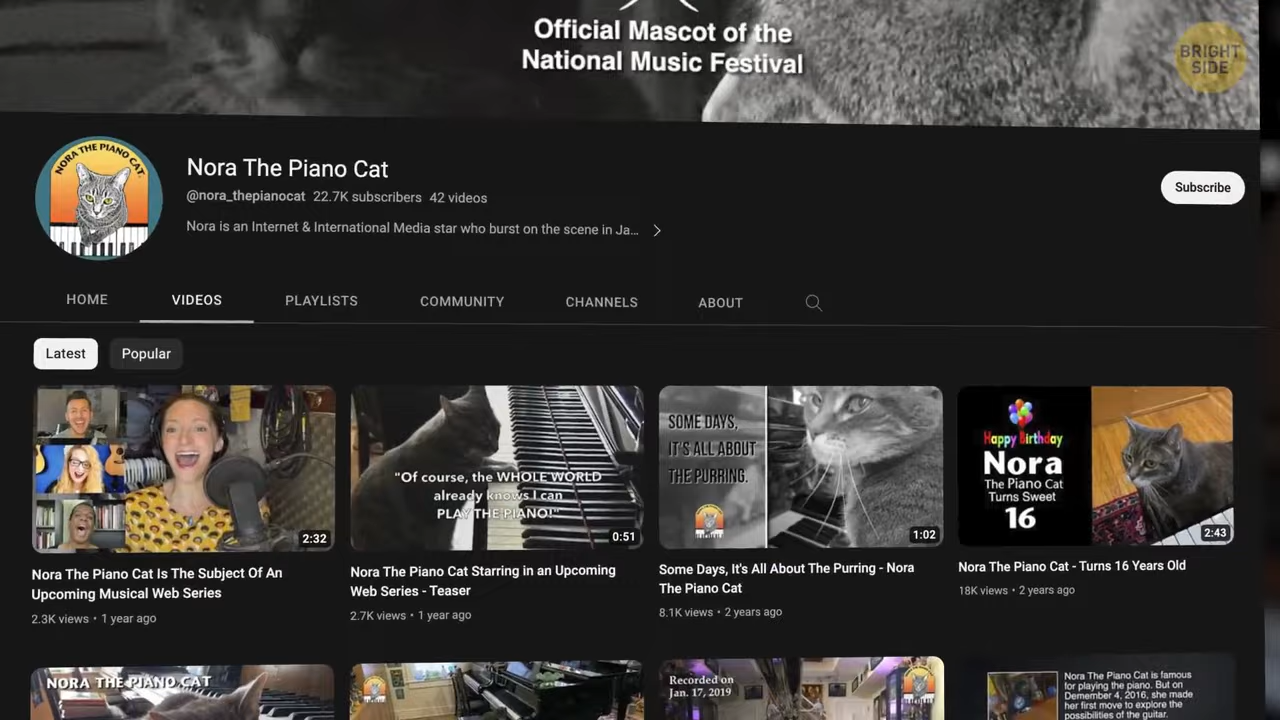 Official Mascot of the
National Music Festival
BRIGHT
SIDE
NORA THE PIANO CAT.
Nora The Piano Cat
@nora_thepianocat 22.7K subscribers 42 videos
Nora is an Internet & International Media star who burst on the scene in Ja...
Subscribe
HOME VIDEOS PLAYLISTS COMMUNITY CHANNELS ABOUT
Latest Popular
2:32
"Of course, the WHOLE WORLD
already knows I can
PLAY THE PIANO!"
0:51
SOME DAYS,
IT'S ALL ABOUT
THE PURRING.
1:02
Happy Birthday
Nora
The Piano Cat
Turns Sweet
16
2:43
Nora The Piano Cat Is The Subject Of An
Upcoming Musical Web Series
2.3K views • 1 year ago
Nora The Piano Cat Starring in an Upcoming
Web Series - Teaser
2.7K views • 1 year ago
Some Days, It's All About The Purring - Nora
The Piano Cat
8.1K views • 2 years ago
Nora The Piano Cat - Turns 16 Years Old
18K views • 2 years ago
NORA THE PIANO CAT
Recorded on
Jan. 17, 2019
Nora The Piano Cat is famous
for playing the piano. But on
Demember 4, 2016, she made
her first move to explore the
possibilities of the guitar.